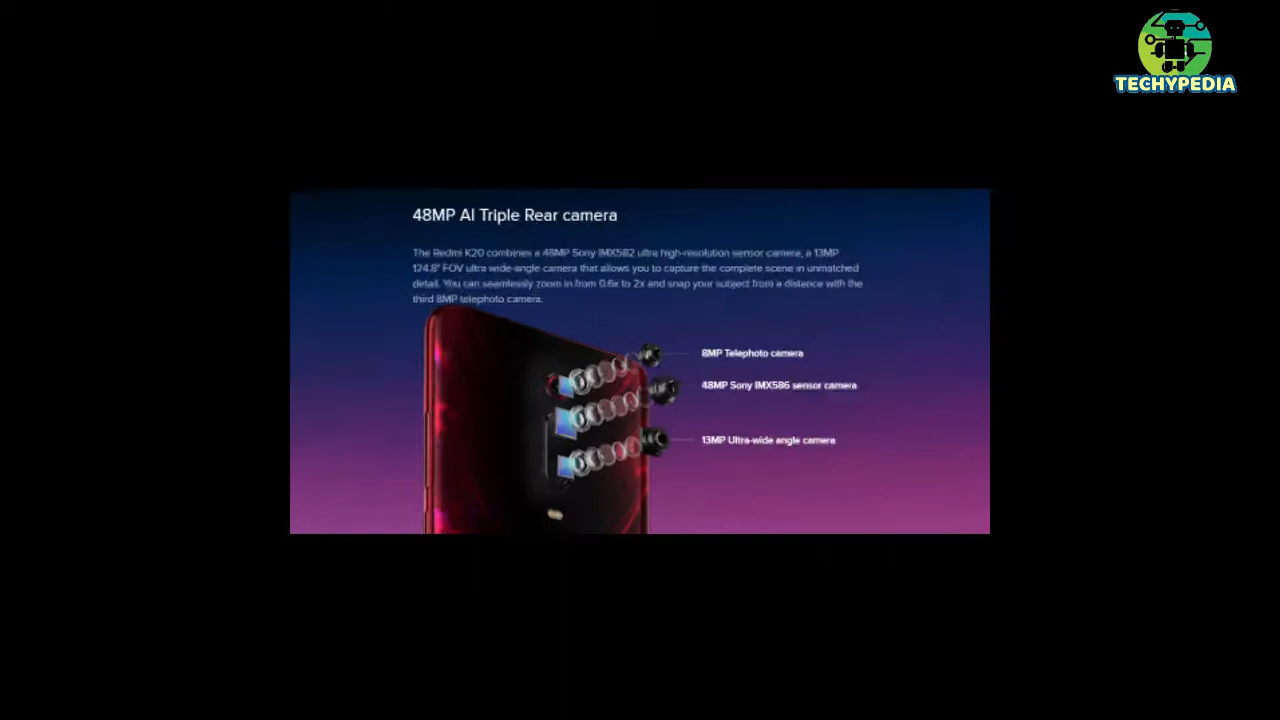 TECHYPEDIA
48MP AI Triple Rear camera
The Redmi K20 combines a 48MP Sony IMX582 ultra high-resolution sensor camera, a 13MP
124.8° FOV ultra wide-angle camera that allows you to capture the complete scene in unmatched
detail. You can seamlessly zoom in from 0.6x to 2x and snap your subject from a distance with the
third 8MP telephoto camera.
8MP Telephoto camera
48MP Sony IMX586 sensor camera
13MP Ultra-wide angle camera